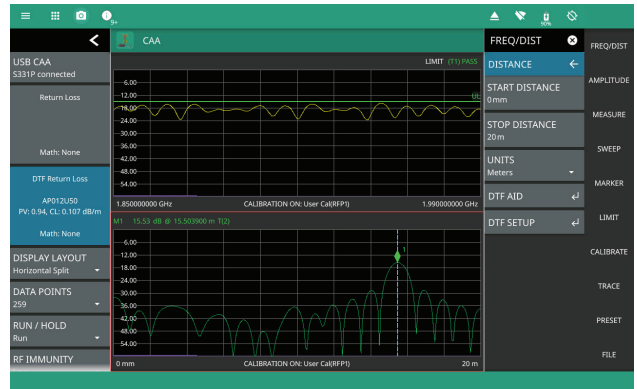 9+
90%
CAA
FREQ/DIST
FREQ/DIST
USB CAA
S331P connected
LIMIT (T1) PASS
DISTANCE
Return Loss
Math: None
-6.00
-12.00
-18.00
-24.00
-30.00
-36.00
-42.00
-48.00
-54.00
UL
START DISTANCE
0 mm
AMPLITUDE
STOP DISTANCE
20 m
MEASURE
UNITS
Meters
SWEEP
DTF Return Loss
AP012U50
PV: 0.94, CL: 0.107 dB/m
Math: None
1.850000000 GHz
CALIBRATION ON: User Cal(RFP1)
1.990000000 GHz
DTF AID
MARKER
M1 15.53 dB @ 15.503900 m T(2)
DTF SETUP
LIMIT
DISPLAY LAYOUT
Horizontal Split
-6.00
-12.00
-18.00
-24.00
-30.00
-36.00
-42.00
-48.00
-54.00
1
CALIBRATE
DATA POINTS
259
TRACE
RUN / HOLD
Run
PRESET
RF IMMUNITY
0 mm
CALIBRATION ON: User Cal(RFP1)
20 m
FILE